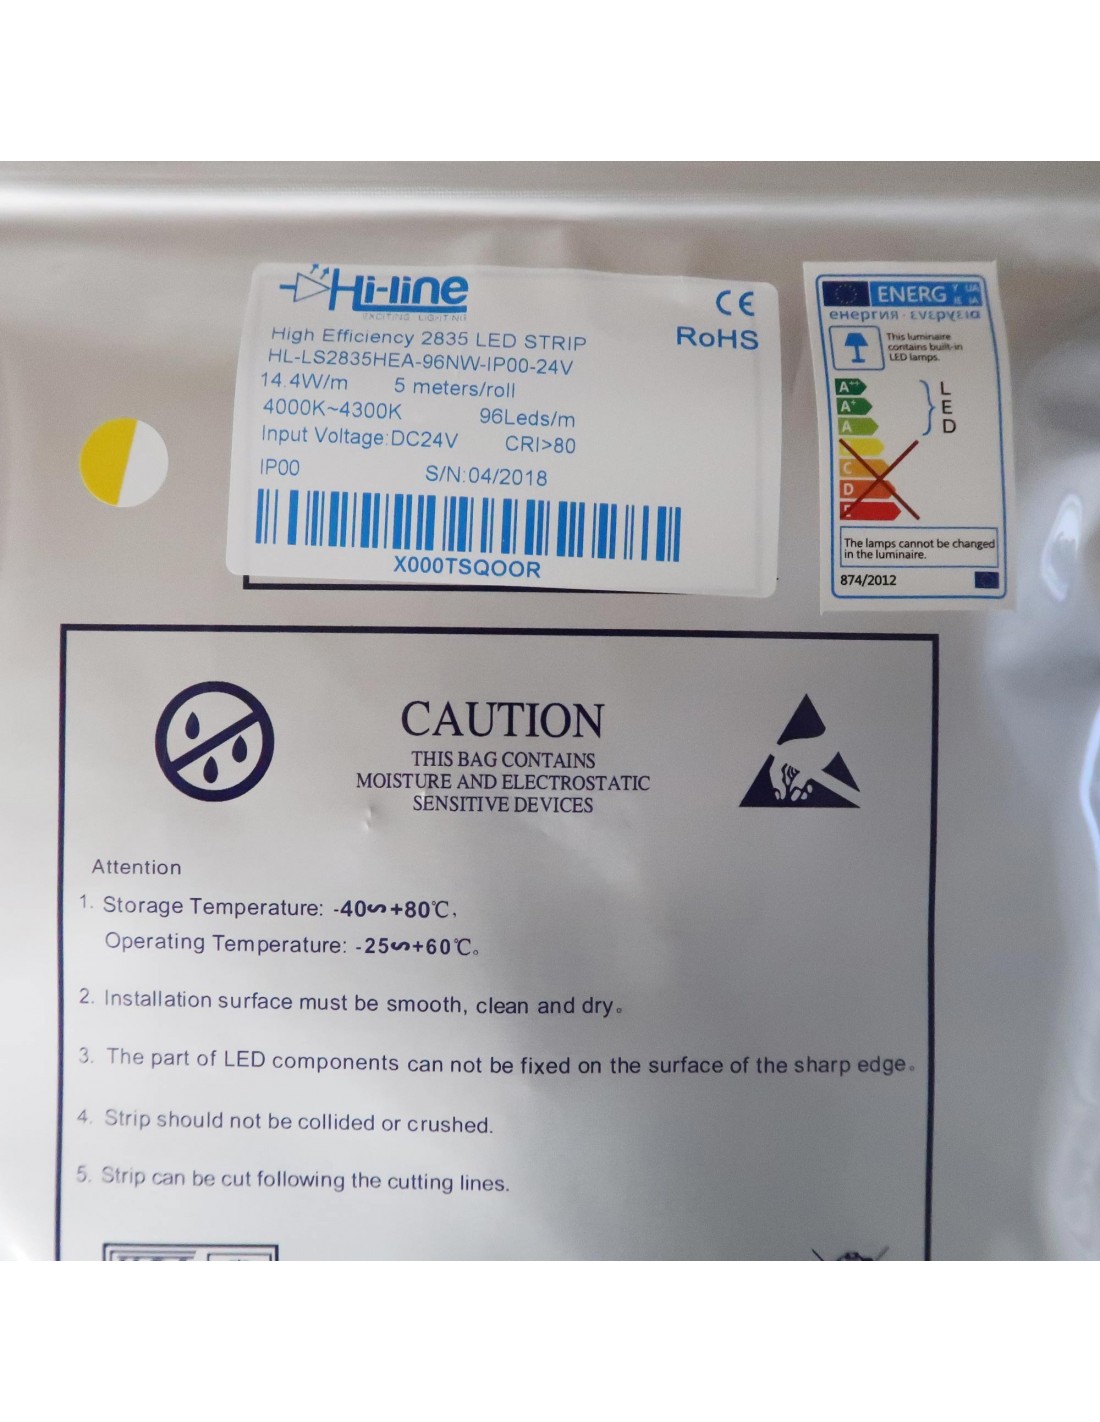 Hi-line
EXCITING LIGHTING
CE
RoHS
High Efficiency 2835 LED STRIP
HL-LS2835HEA-96NW-IP00-24V
14.4W/m 5 meters/roll
4000K~4300K 96Leds/m
Input Voltage:DC24V CRI>80
IP00 S/N:04/2018
X000TSQOOR
ENERG Y UA
IE IA
енергия · ενεργεια
This luminaire
contains built-in
LED lamps.
A++
A+
A
C
D
L
E
D
The lamps cannot be changed
in the luminaire.
874/2012
CAUTION
THIS BAG CONTAINS
MOISTURE AND ELECTROSTATIC
SENSITIVE DEVICES
Attention
1. Storage Temperature: -40∽+80℃,
Operating Temperature: -25∽+60℃。
2. Installation surface must be smooth, clean and dry。
3. The part of LED components can not be fixed on the surface of the sharp edge。
4. Strip should not be collided or crushed.
5. Strip can be cut following the cutting lines.